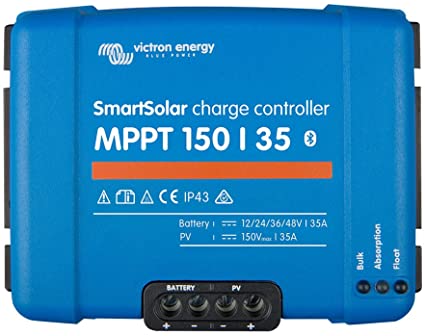 victron energy
BLUE POWER
SmartSolar charge controller
MPPT 150 | 35
CE IP43
Battery : 12/24/36/48V | 35A
PV : 150Vmax | 35A
Bulk
Absorption
Float
BATTERY PV
+ − − +